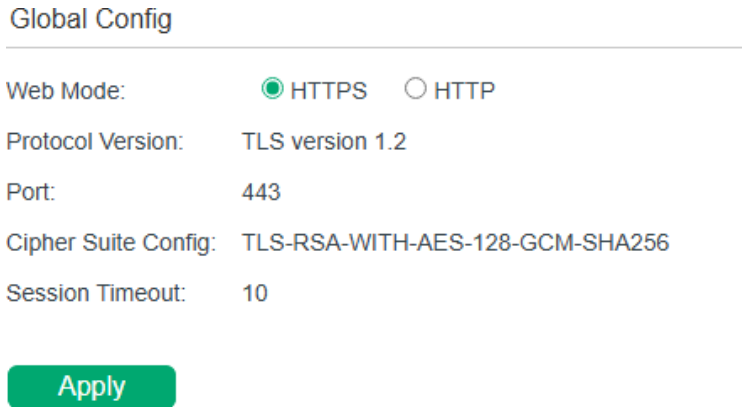 Global Config
Web Mode: HTTPS HTTP
Protocol Version: TLS version 1.2
Port: 443
Cipher Suite Config: TLS-RSA-WITH-AES-128-GCM-SHA256
Session Timeout: 10
Apply